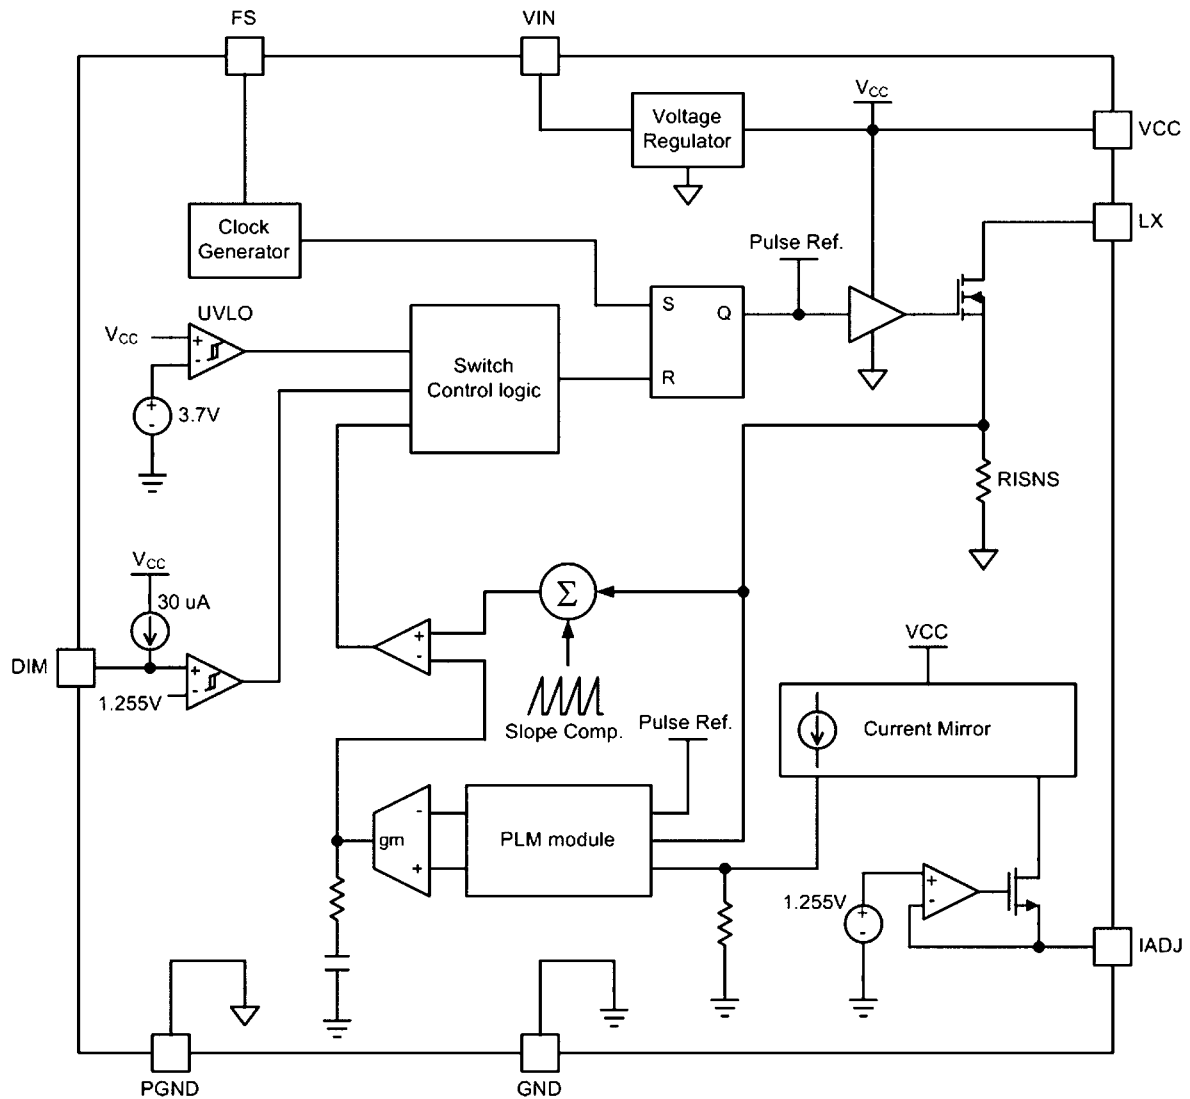 FS
VIN
Voltage
Regulator
VCC
VCC
LX
Clock
Generator
Pulse Ref.
UVLO
VCC
+
-
+
-
3.7V
Switch
Control logic
S
Q
R
RISNS
VCC
30 uA
Σ
VCC
DIM
+
-
1.255V
+
-
Slope Comp.
Pulse Ref.
Current Mirror
gm
-
+
PLM module
1.255V
+
-
+
-
IADJ
PGND
GND